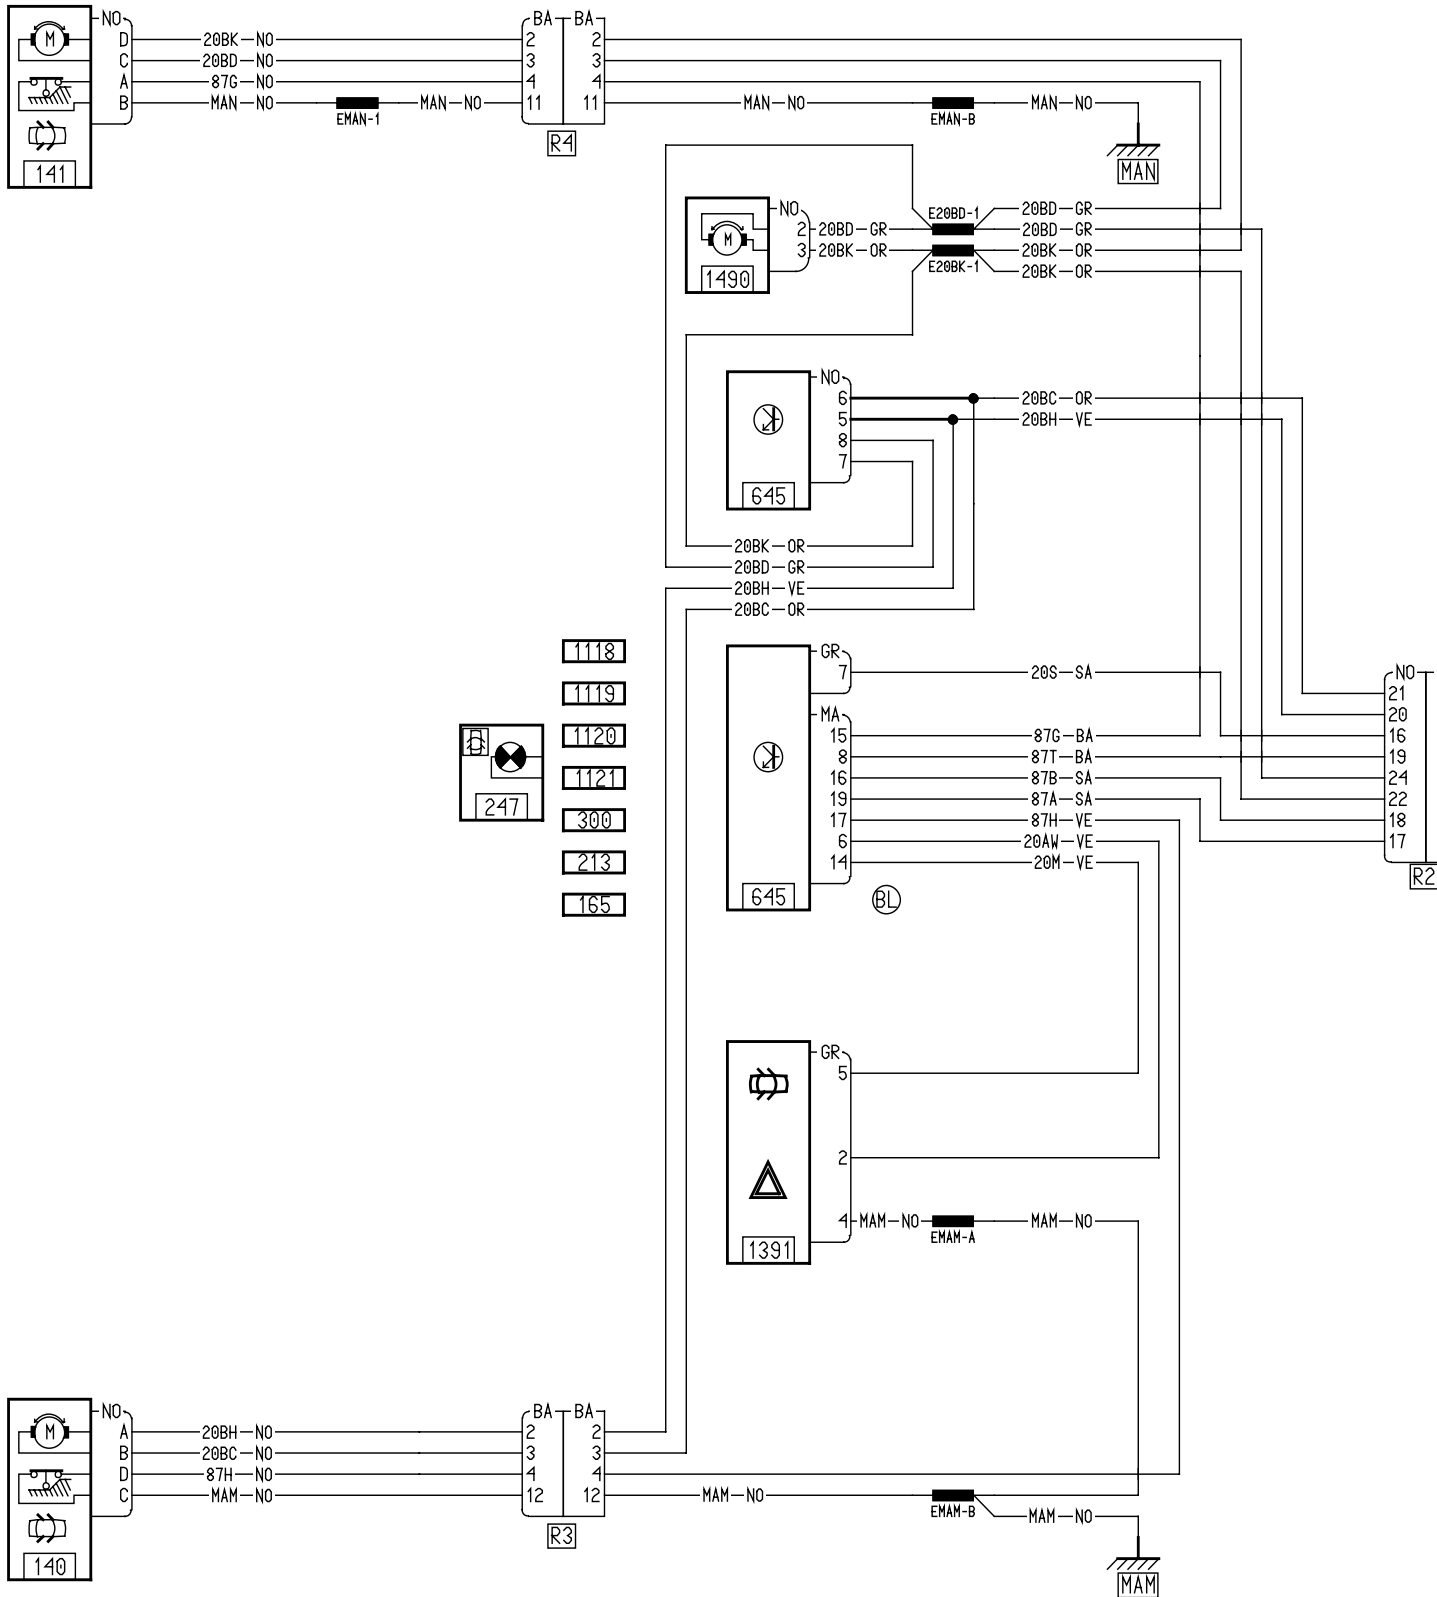 NO BA BA
D 20BK NO 2 2
C 20BD NO 3 3
A 87G NO 4 4
B MAN NO EMAN-1 MAN NO 11 11 MAN NO EMAN-B MAN NO
141
R4
MAN
NO
E20BD-1 20BD GR
2 20BD GR 20BD GR
3 20BK OR 20BK OR
E20BK-1 20BK OR
1490
NO
6 20BC OR
5 20BH VE
8
7
645
20BK OR
20BD GR
20BH VE
20BC OR
1118
1119
1120
1121
300
213
165
247
GR
7 20S SA
MA
15 87G BA
8 87T BA
16 87B SA
19 87A SA
17 87H VE
6 20AW VE
14 20M VE
645
BL
NO
21
20
16
19
24
22
18
17
R2
GR
5
2
4 MAM NO EMAM-A MAM NO
1391
NO BA BA
A 20BH NO 2 2
B 20BC NO 3 3
D 87H NO 4 4
C MAM NO 12 12 MAM NO EMAM-B
MAM NO
140
R3
MAM
M
M
M